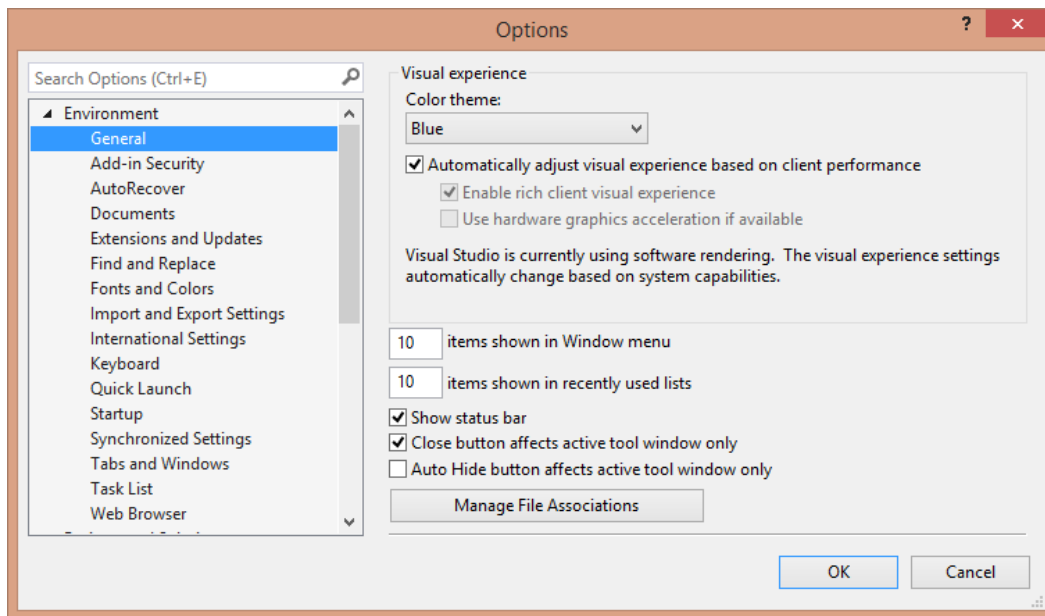 Options
?
Search Options (Ctrl+E)
Environment
General
Add-in Security
AutoRecover
Documents
Extensions and Updates
Find and Replace
Fonts and Colors
Import and Export Settings
International Settings
Keyboard
Quick Launch
Startup
Synchronized Settings
Tabs and Windows
Task List
Web Browser
Visual experience
Color theme:
Blue
Automatically adjust visual experience based on client performance
Enable rich client visual experience
Use hardware graphics acceleration if available
Visual Studio is currently using software rendering.  The visual experience settings
automatically change based on system capabilities.
10 items shown in Window menu
10 items shown in recently used lists
Show status bar
Close button affects active tool window only
Auto Hide button affects active tool window only
Manage File Associations
OK
Cancel